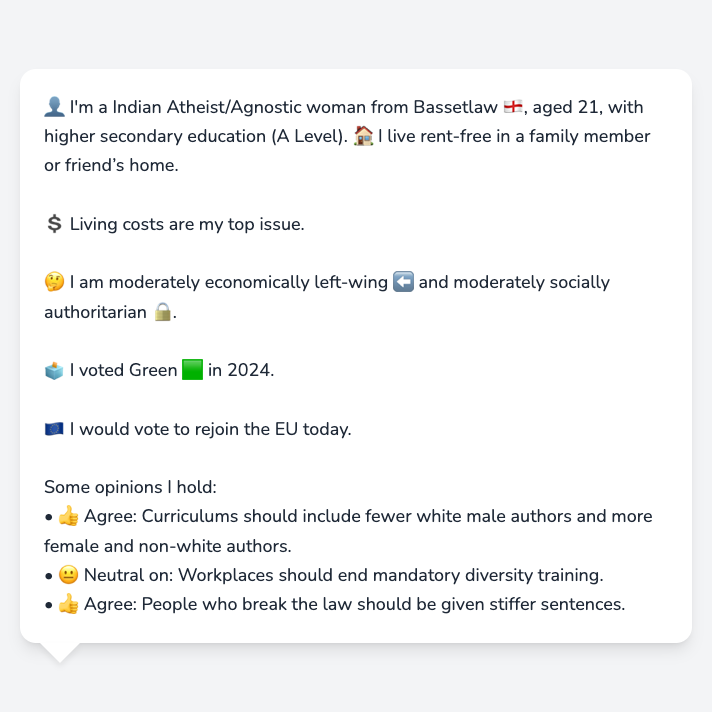 👤 I'm a Indian Atheist/Agnostic woman from Bassetlaw 🏴󠁧󠁢󠁥󠁮󠁧󠁿, aged 21, with
higher secondary education (A Level). 🏠 I live rent-free in a family member
or friend’s home.
💲 Living costs are my top issue.
🤔 I am moderately economically left-wing ⬅️ and moderately socially
authoritarian 🔒.
🗳️ I voted Green 🟩 in 2024.
🇪🇺 I would vote to rejoin the EU today.
Some opinions I hold:
• 👍 Agree: Curriculums should include fewer white male authors and more
female and non-white authors.
• 😐 Neutral on: Workplaces should end mandatory diversity training.
• 👍 Agree: People who break the law should be given stiffer sentences.